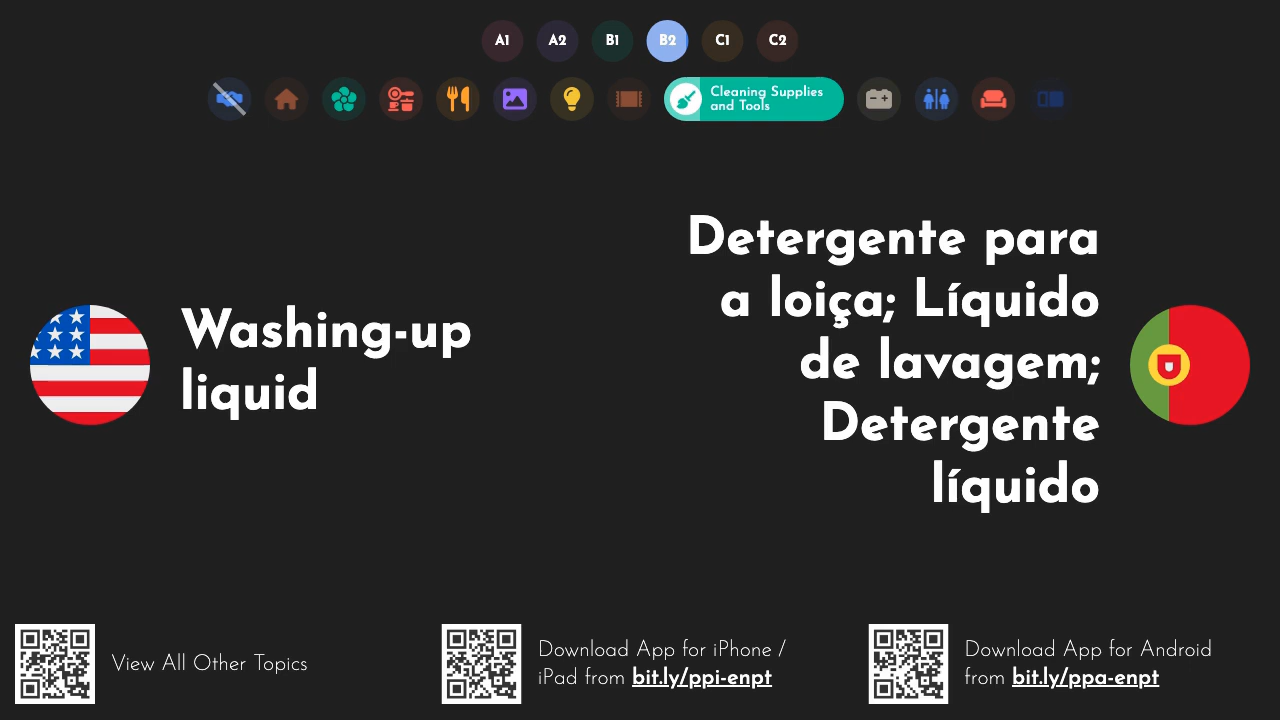 A1 A2 B1 B2 C1 C2
Cleaning Supplies
and Tools
Washing-up
liquid
Detergente para
a loiça; Líquido
de lavagem;
Detergente
líquido
View All Other Topics
Download App for iPhone /
iPad from bit.ly/ppi-enpt
Download App for Android
from bit.ly/ppa-enpt